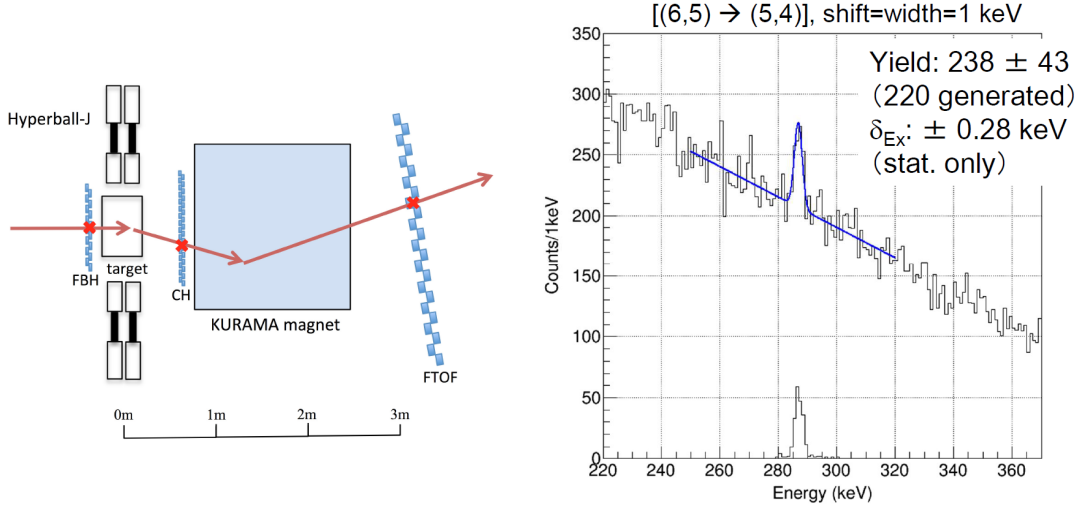 Hyperball-J
FBH
target
CH
KURAMA magnet
FTOF
0m 1m 2m 3m
[(6,5) → (5,4)], shift=width=1 keV
Yield: 238 ± 43
(220 generated)
δEx: ± 0.28 keV
(stat. only)
Counts/1keV
350
300
250
200
150
100
50
0
220 240 260 280 300 320 340 360
Energy (keV)